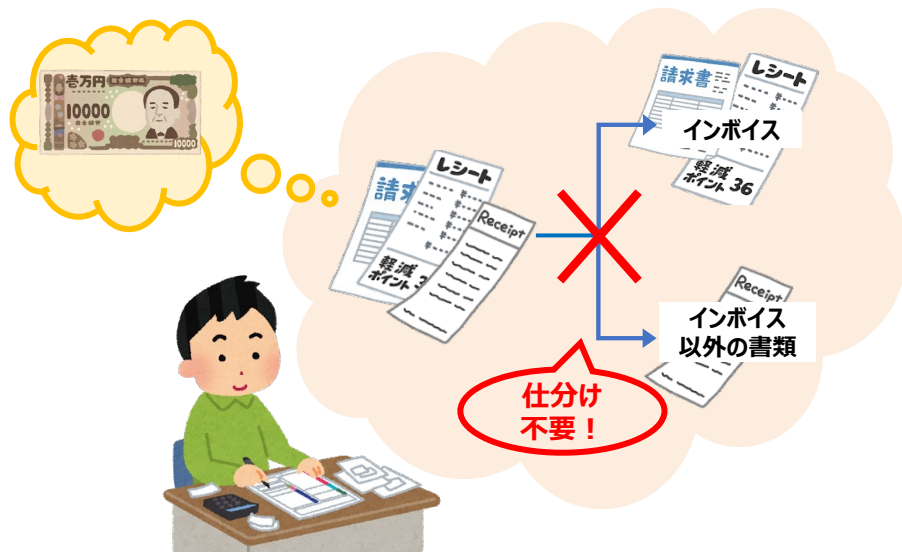 壱万円
10000
10000
請求書
レシート
インボイス
軽減
ポイント 36
請求
レシート
Receipt
軽減
ポイント 3
Receipt
インボイス
以外の書類
仕分け
不要！